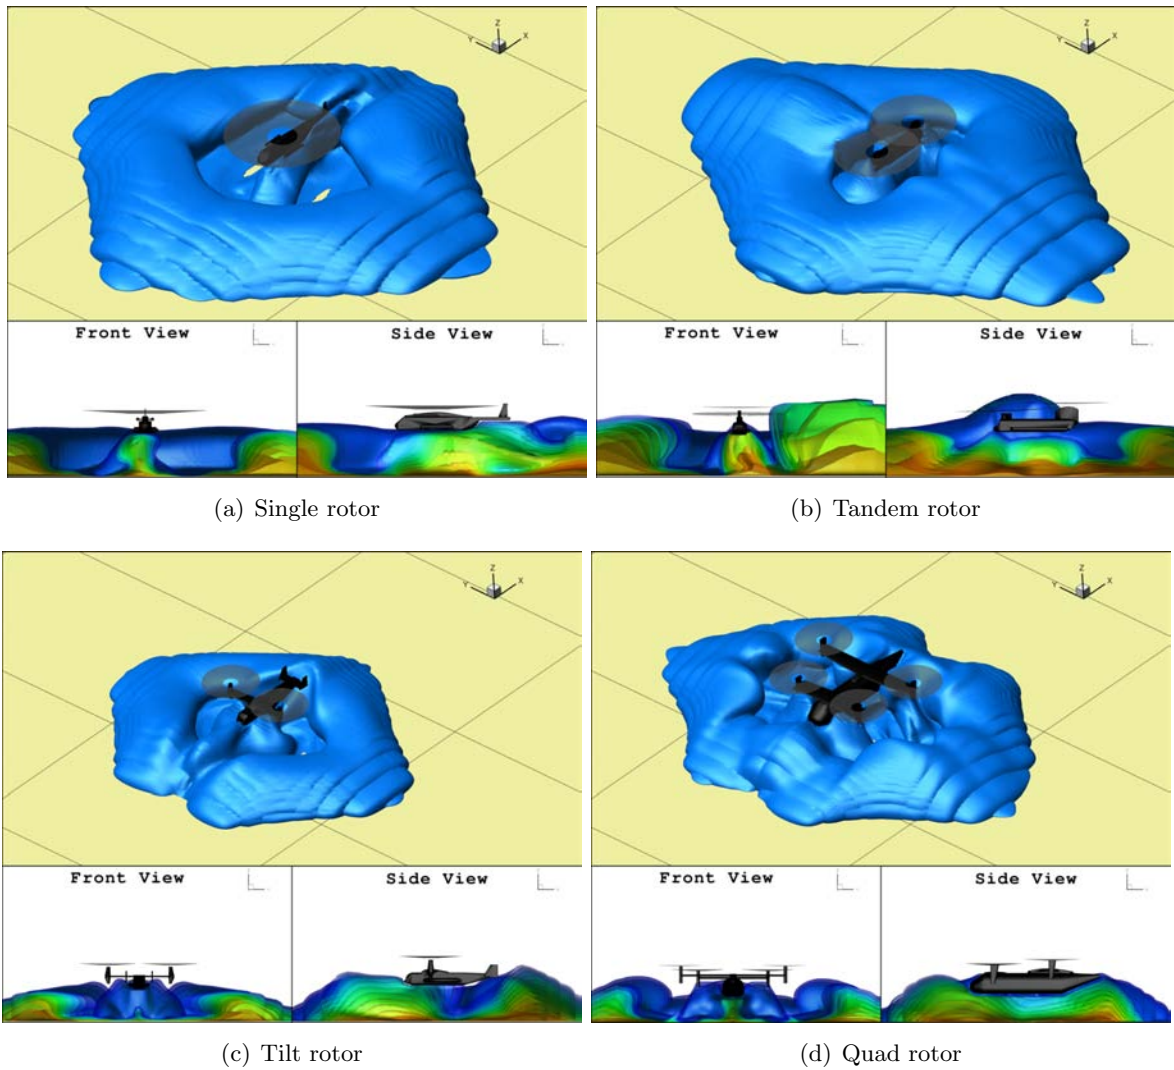 Z
Y
X
Z
Y
X
Front View
Side View
Front View
Side View
(a) Single rotor
(b) Tandem rotor
Z
Y
X
Z
Y
X
Front View
Side View
Front View
Side View
(c) Tilt rotor
(d) Quad rotor